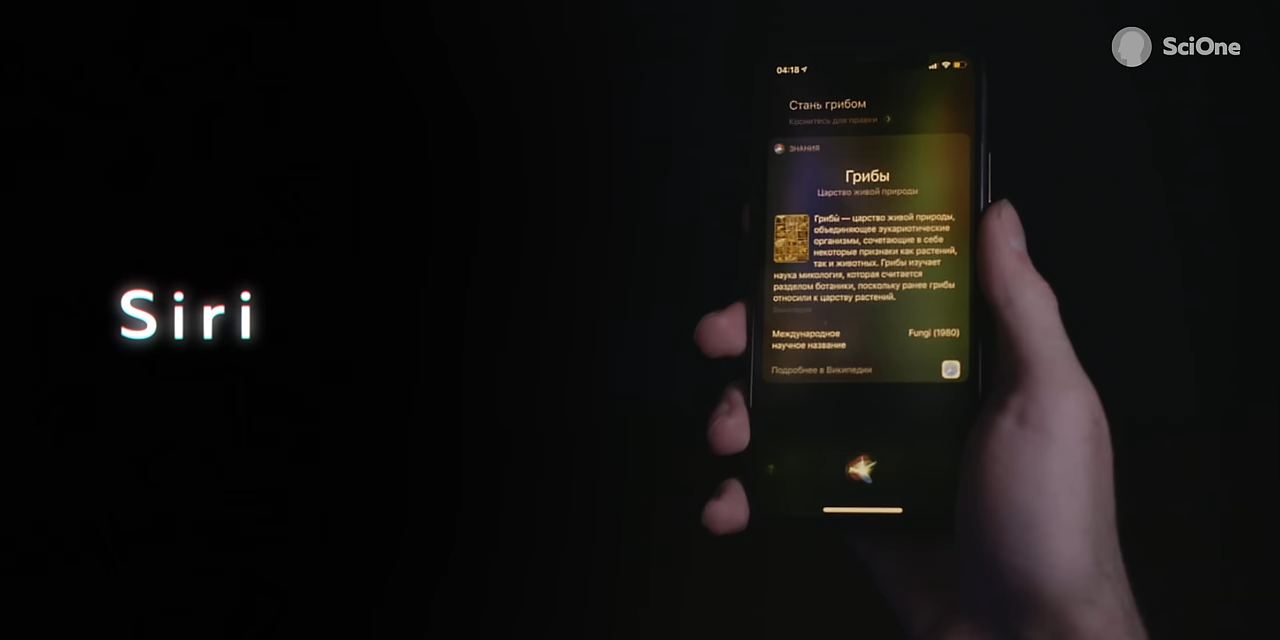 SciOne
Siri
04:18
Стань грибом
Коснитесь для правки
ЗНАНИЯ
Грибы
Царство живой природы
Грибы́ — царство живой природы,
объединяющее эукариотические
организмы, сочетающие в себе
некоторые признаки как растений,
так и животных. Грибы изучает
наука микология, которая считается
разделом ботаники, поскольку ранее грибы
относили к царству растений.
Википедия
Международное
научное название
Fungi (1980)
Подробнее в Википедии